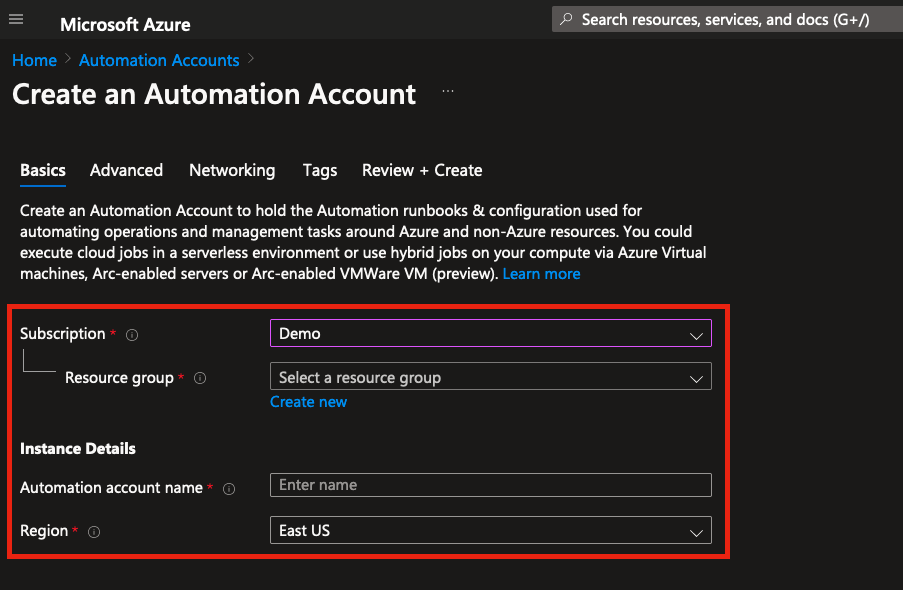 Microsoft Azure
Search resources, services, and docs (G+/)
Home > Automation Accounts >
Create an Automation Account ...
Basics Advanced Networking Tags Review + Create
Create an Automation Account to hold the Automation runbooks & configuration used for
automating operations and management tasks around Azure and non-Azure resources. You could
execute cloud jobs in a serverless environment or use hybrid jobs on your compute via Azure Virtual
machines, Arc-enabled servers or Arc-enabled VMWare VM (preview). Learn more
Subscription * Demo
Resource group * Select a resource group
Create new
Instance Details
Automation account name * Enter name
Region * East US